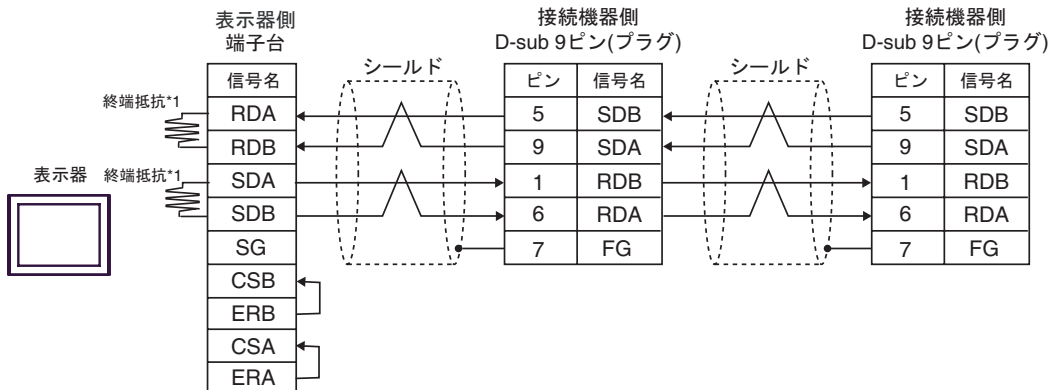 表示器側
端子台
接続機器側
D-sub 9ピン(プラグ)
接続機器側
D-sub 9ピン(プラグ)
信号名
シールド
ピン 信号名
シールド
ピン 信号名
終端抵抗*1
RDA
5 SDB
5 SDB
RDB
9 SDA
9 SDA
表示器
終端抵抗*1
SDA
1 RDB
1 RDB
SDB
6 RDA
6 RDA
SG
7 FG
7 FG
CSB
ERB
CSA
ERA